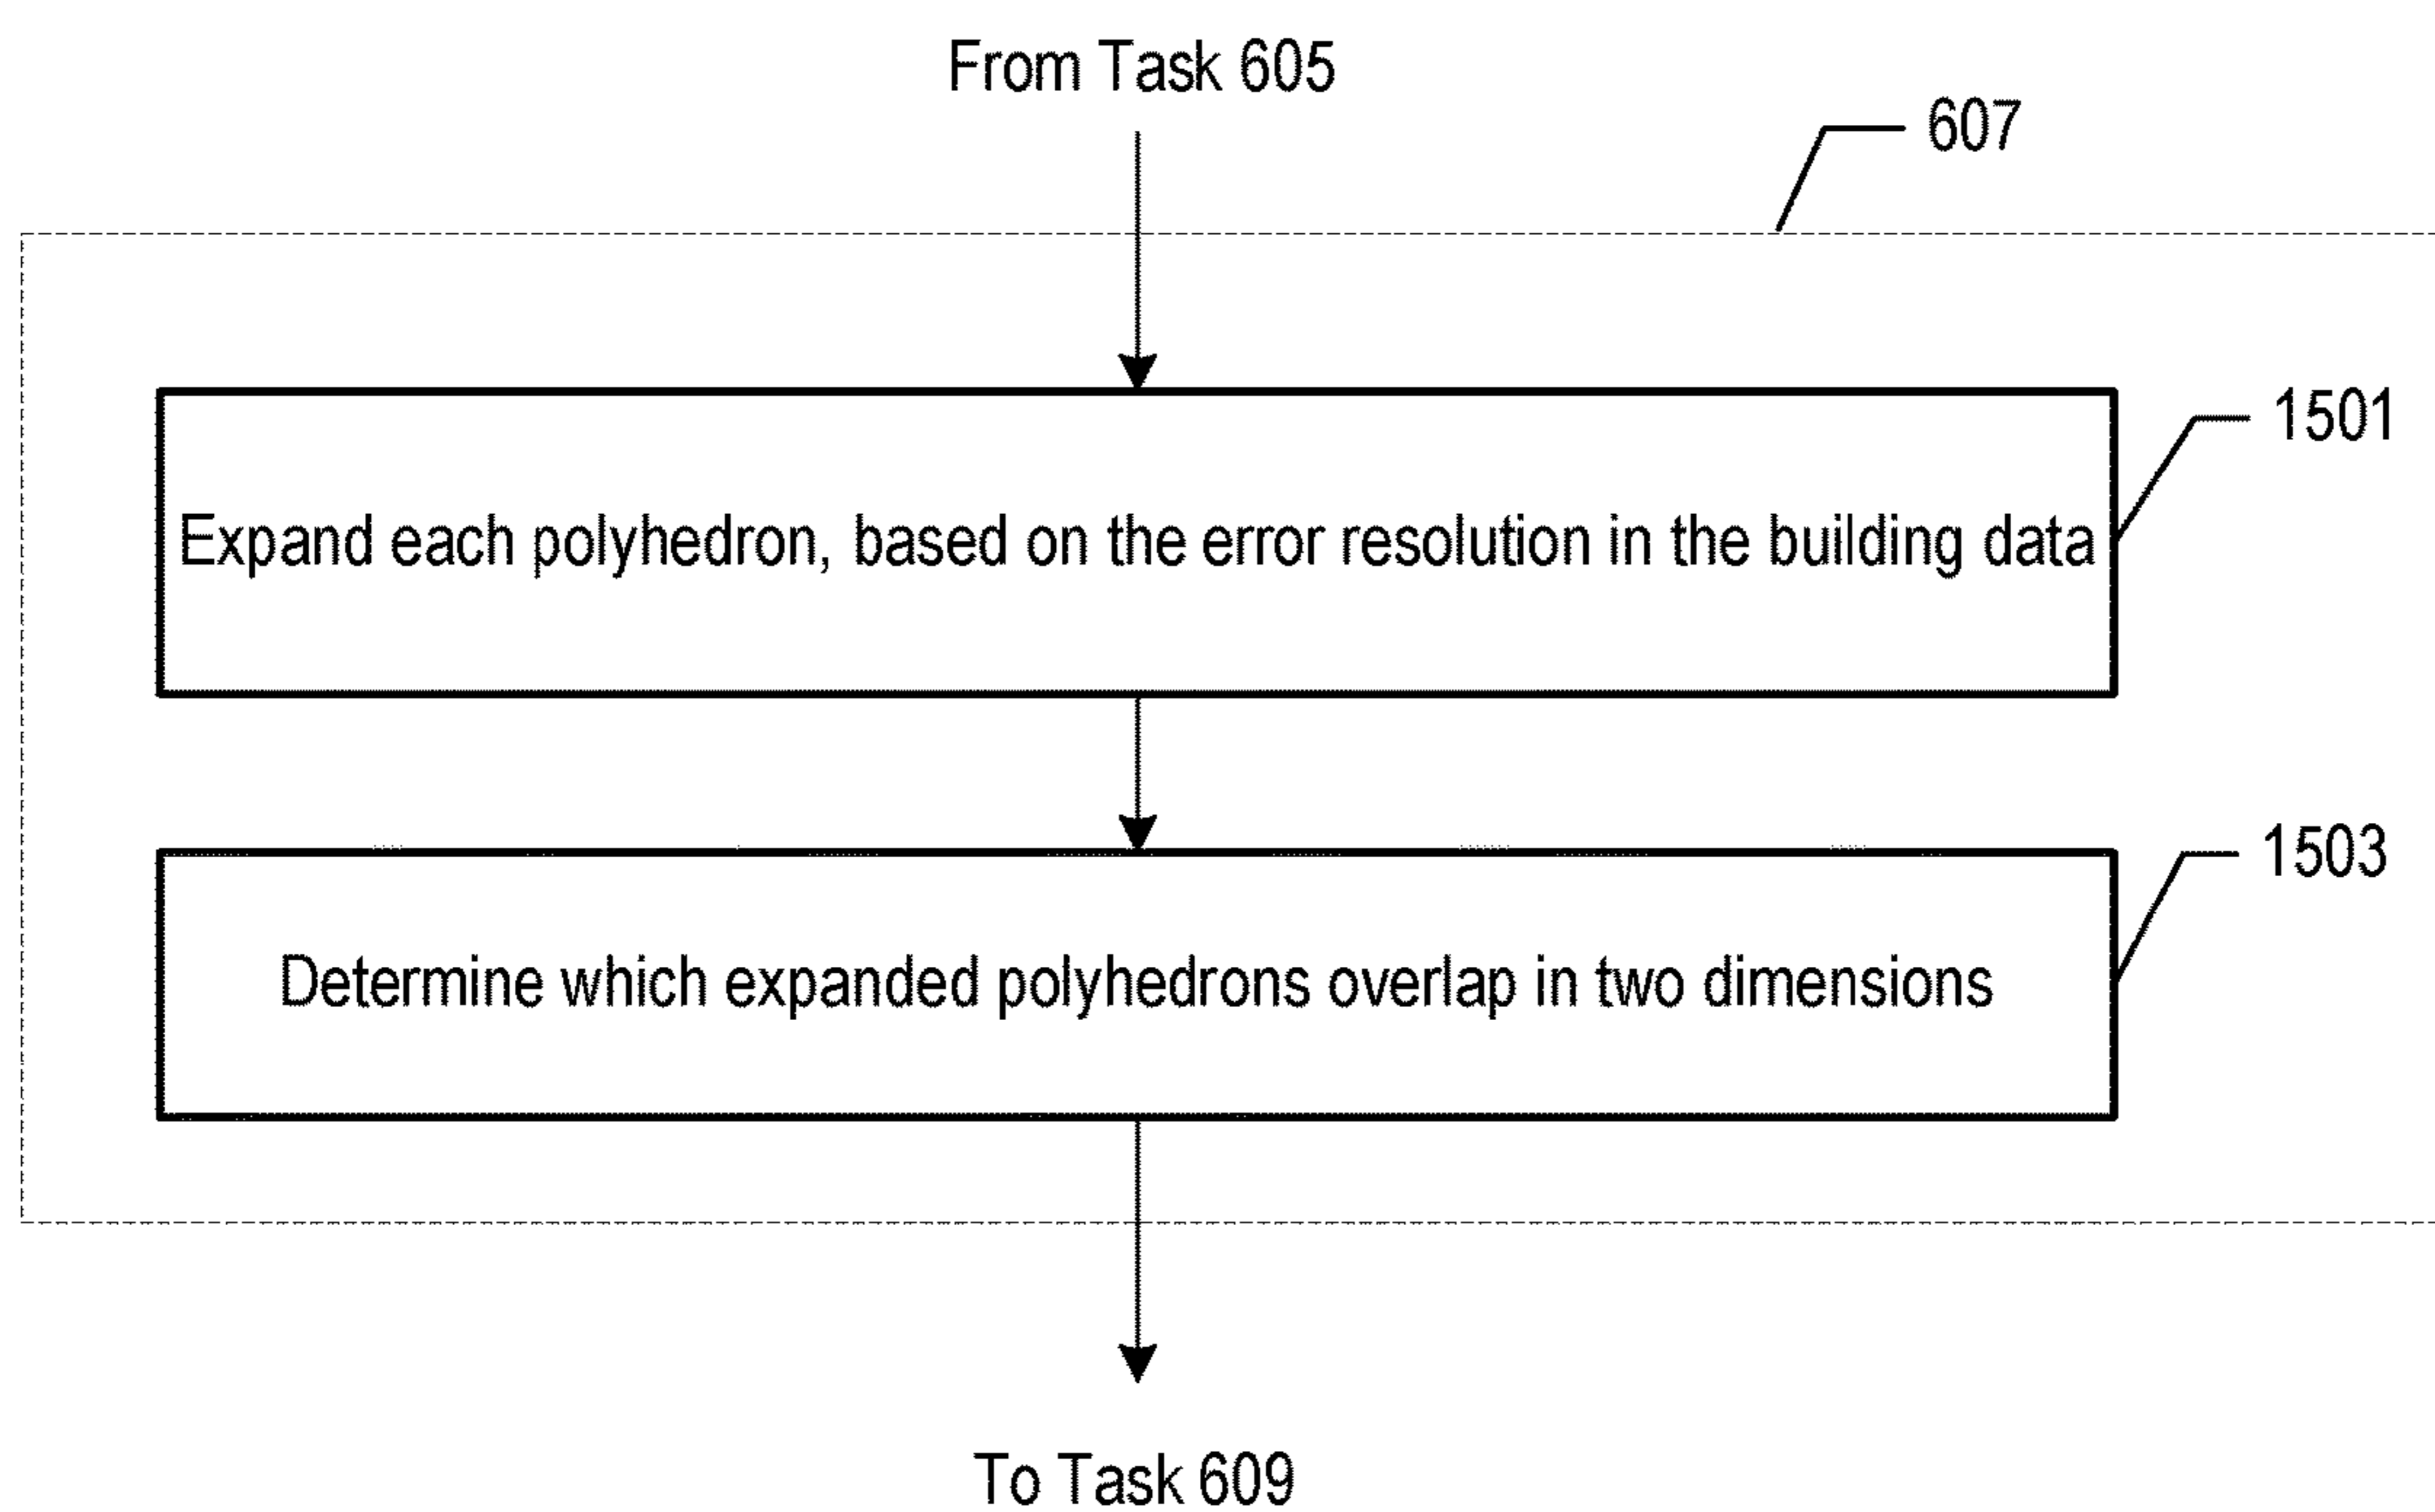 From Task 605
607
1501
Expand each polyhedron, based on the error resolution in the building data
1503
Determine which expanded polyhedrons overlap in two dimensions
To Task 609